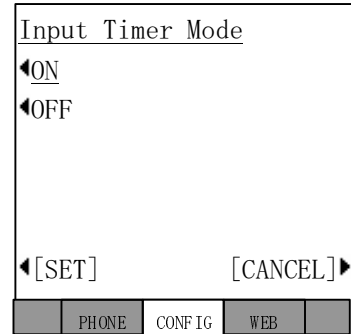 Input Timer Mode
ON
OFF
[SET] [CANCEL]
PHONE CONFIG WEB